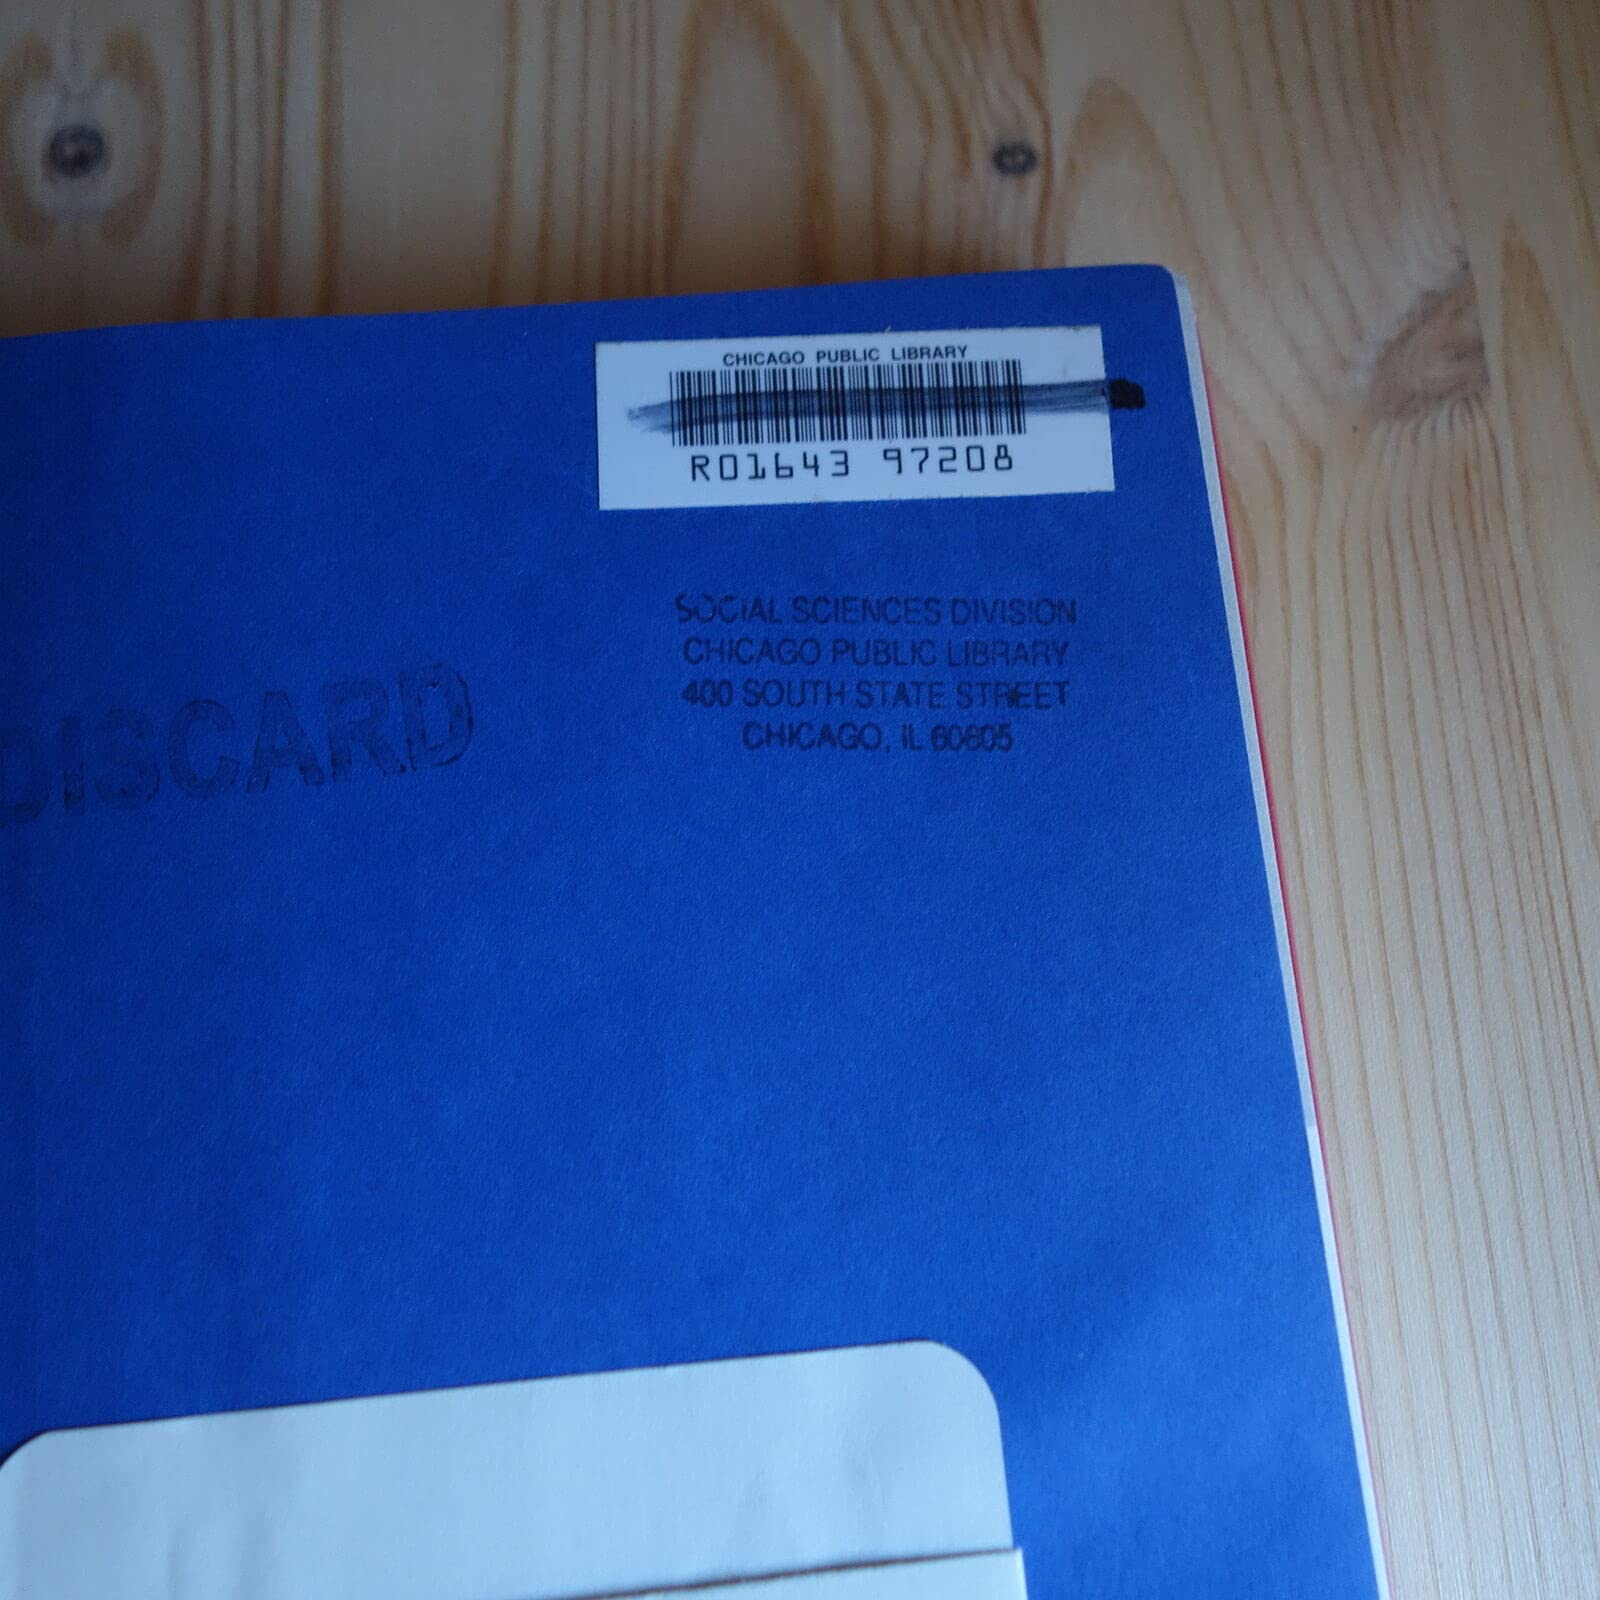 CHICAGO PUBLIC LIBRARY
R01643 97208
SOCIAL SCIENCES DIVISION
CHICAGO PUBLIC LIBRARY
400 SOUTH STATE STREET
CHICAGO, IL 60605
DISCARD